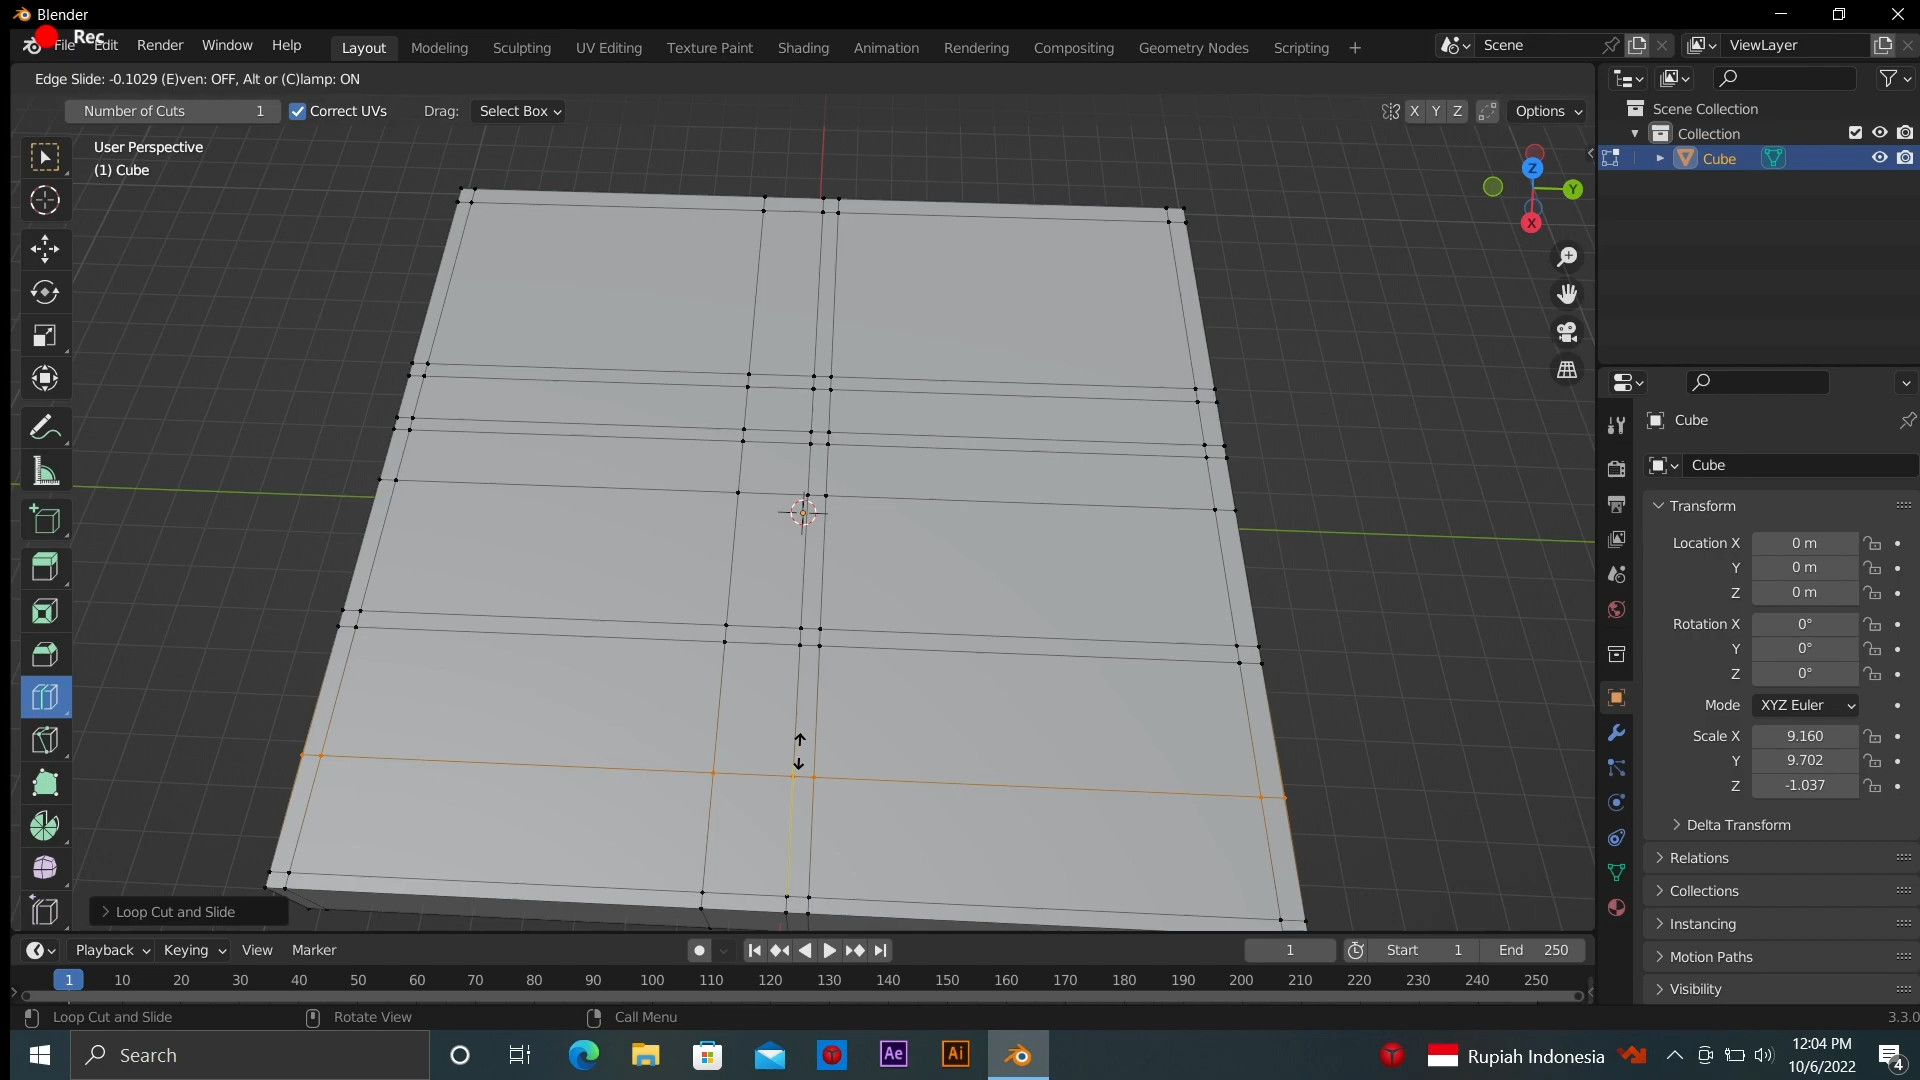 Blender
Rec
File Edit Render Window Help Layout Modeling Sculpting UV Editing Texture Paint Shading Animation Rendering Compositing Geometry Nodes Scripting + Scene ViewLayer
Edge Slide: -0.1029 (E)ven: OFF, Alt or (C)lamp: ON
Number of Cuts 1 Correct UVs Drag: Select Box X Y Z Options
User Perspective
(1) Cube
Z
Y
X
Scene Collection
Collection
Cube
Cube
Cube
Transform
Location X 0 m
Y 0 m
Z 0 m
Rotation X 0°
Y 0°
Z 0°
Mode XYZ Euler
Scale X 9.160
Y 9.702
Z -1.037
Delta Transform
Relations
Collections
Instancing
Motion Paths
Visibility
Loop Cut and Slide
Playback Keying View Marker 1 Start 1 End 250
1 10 20 30 40 50 60 70 80 90 100 110 120 130 140 150 160 170 180 190 200 210 220 230 240 250
Loop Cut and Slide Rotate View Call Menu 3.3.0
Search Ae Ai Rupiah Indonesia 12:04 PM
10/6/2022
4